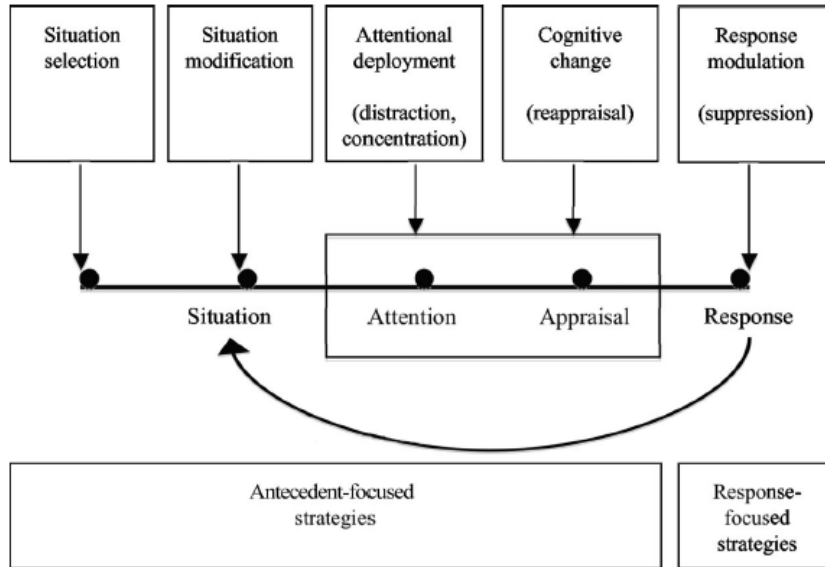 Situation
selection
Situation
modification
Attentional
deployment
(distraction,
concentration)
Cognitive
change
(reappraisal)
Response
modulation
(suppression)
Situation
Attention
Appraisal
Response
Antecedent-focused
strategies
Response-
focused
strategies